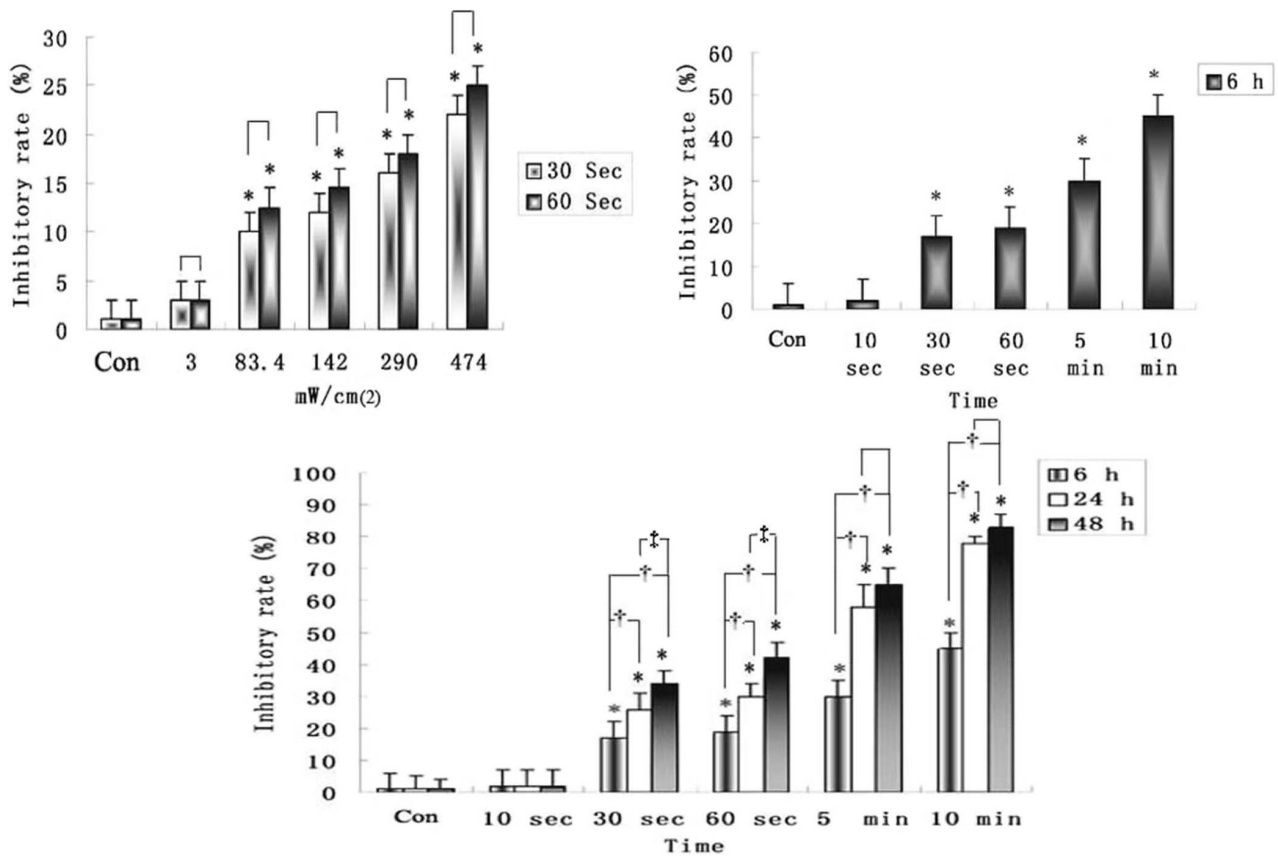 Inhibitory rate (%)
30
25
20
15
10
5
0
* * * * * * * *
Con 3 83.4 142 290 474
mW/cm(2)
30 Sec
60 Sec
Inhibitory rate (%)
60
50
40
30
20
10
0
* * * *
Con 10 sec 30 sec 60 sec 5 min 10 min
Time
6 h
Inhibitory rate (%)
100
90
80
70
60
50
40
30
20
10
0
† † ‡ * * *
† † ‡ * * *
† † * * *
† † * * *
Con 10 sec 30 sec 60 sec 5 min 10 min
Time
6 h
24 h
48 h